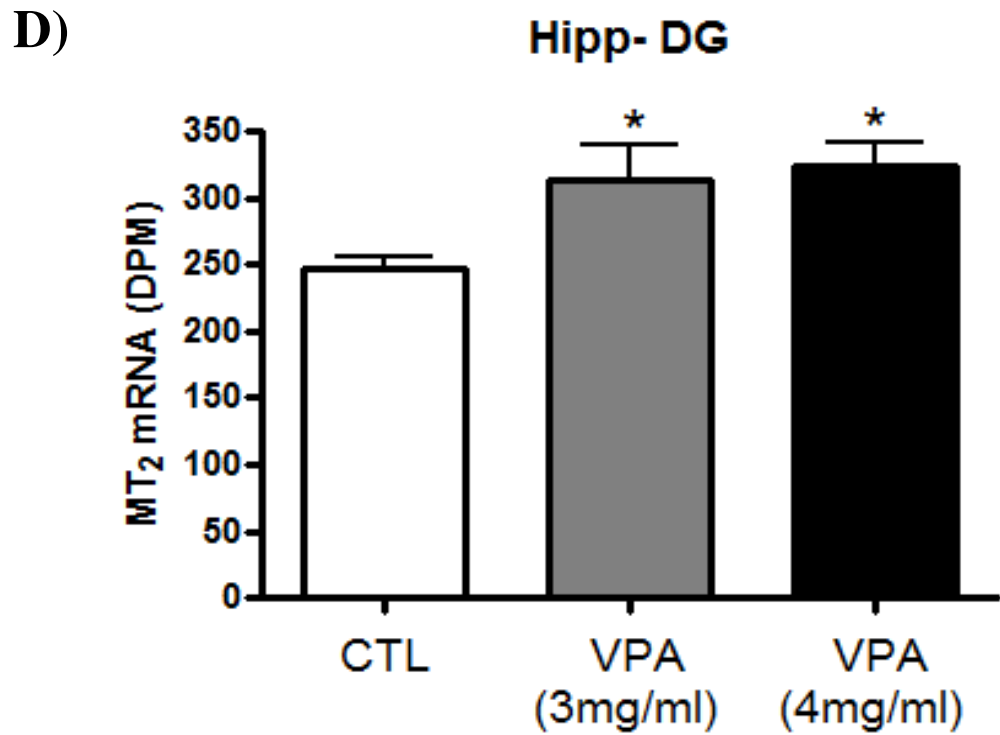 D)
Hipp- DG
MT₂ mRNA (DPM)
350
300
250
200
150
100
50
0
*
*
CTL
VPA
(3mg/ml)
VPA
(4mg/ml)